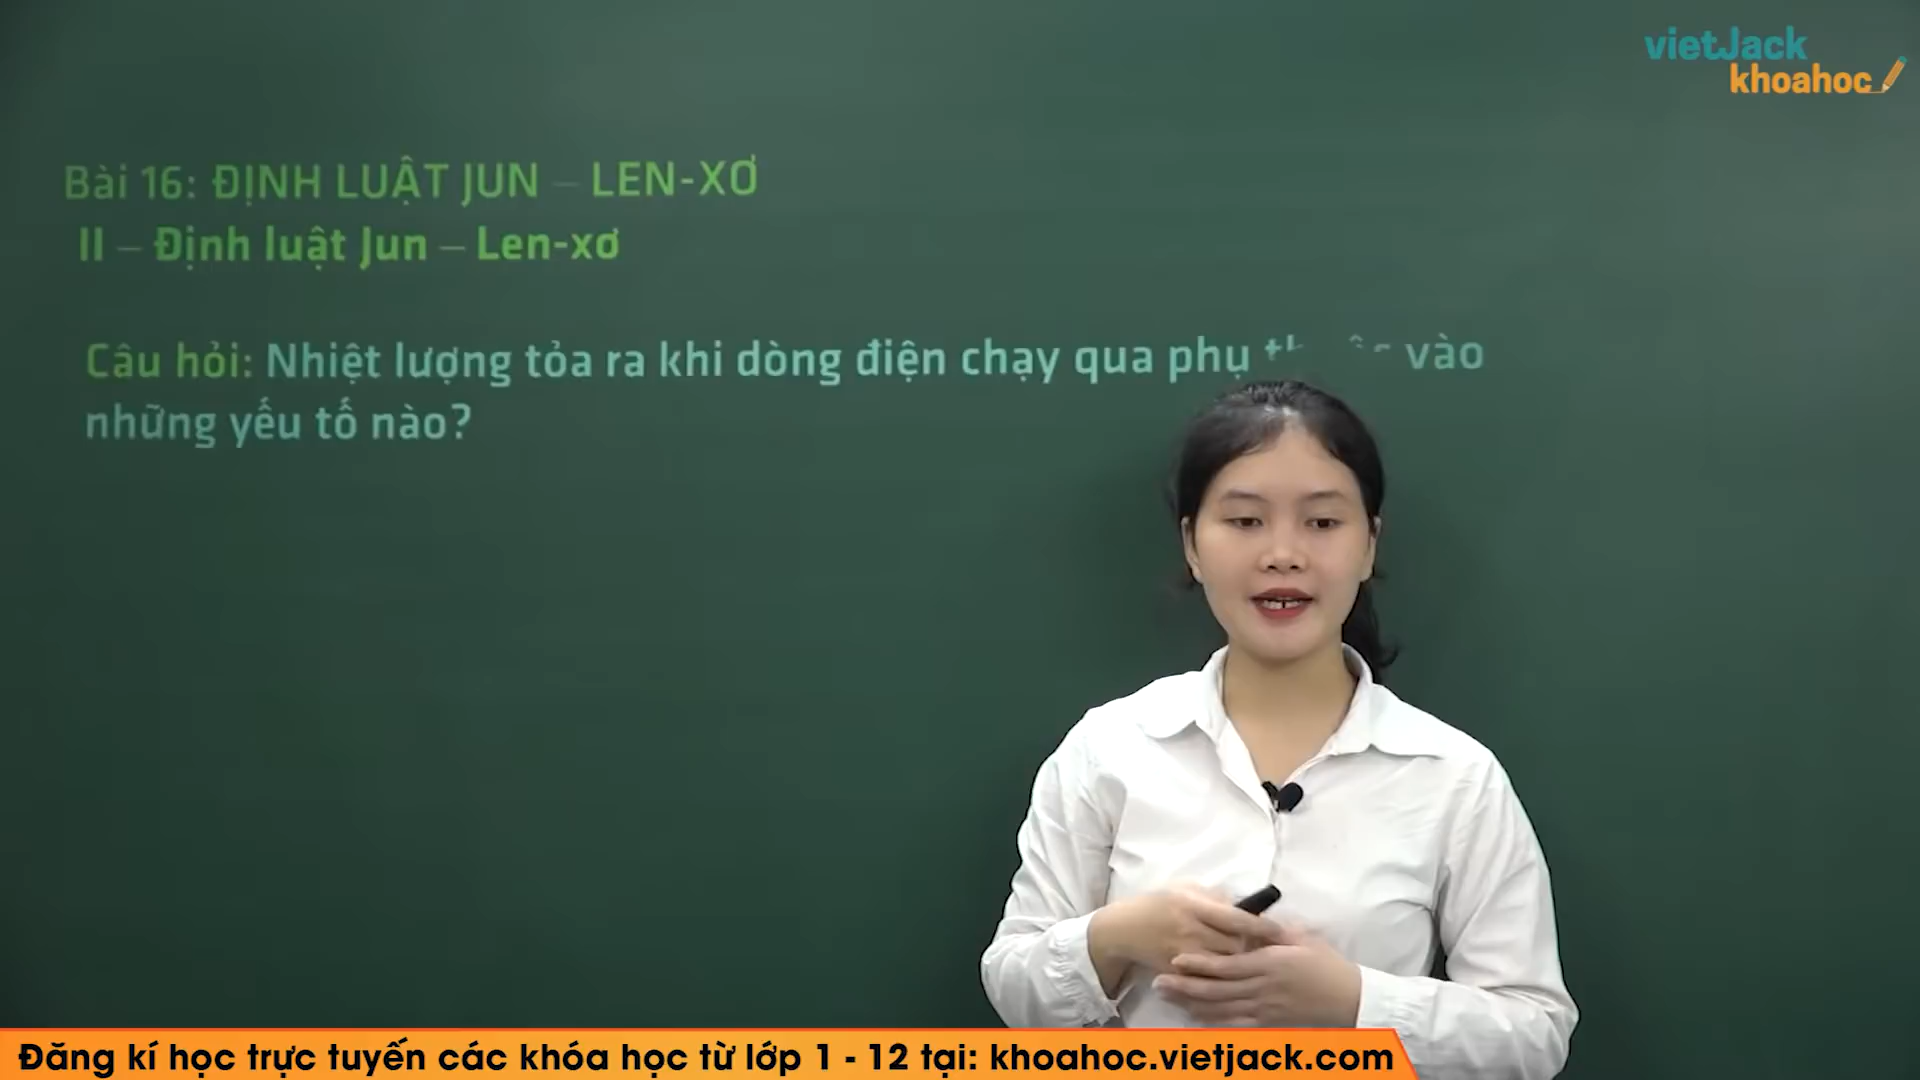 vietJack
khoahoc
Bài 16: ĐỊNH LUẬT JUN – LEN-XƠ
II – Định luật Jun – Len-xơ
Câu hỏi: Nhiệt lượng tỏa ra khi dòng điện chạy qua phụ vào
những yếu tố nào?
Đăng kí học trực tuyến các khóa học từ lớp 1 - 12 tại: khoahoc.vietjack.com